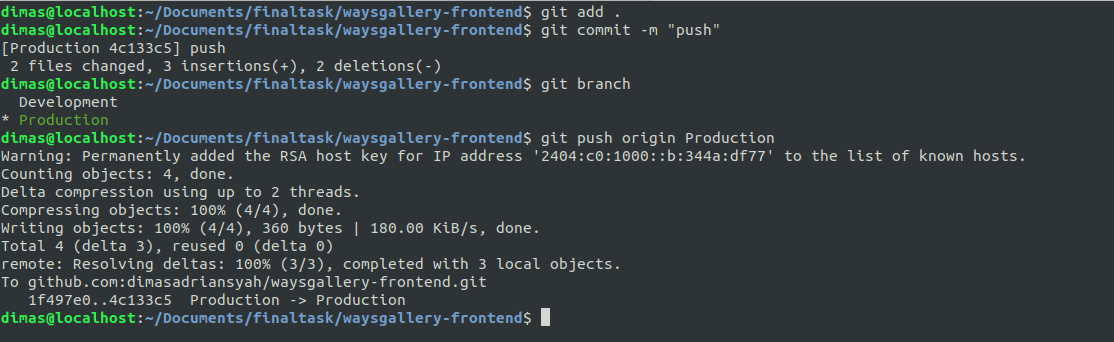 dimas@localhost:~/Documents/finaltask/waysgallery-frontend$ git add .
dimas@localhost:~/Documents/finaltask/waysgallery-frontend$ git commit -m "push"
[Production 4c133c5] push
 2 files changed, 3 insertions(+), 2 deletions(-)
dimas@localhost:~/Documents/finaltask/waysgallery-frontend$ git branch
  Development
* Production
dimas@localhost:~/Documents/finaltask/waysgallery-frontend$ git push origin Production
Warning: Permanently added the RSA host key for IP address '2404:c0:1000::b:344a:df77' to the list of known hosts.
Counting objects: 4, done.
Delta compression using up to 2 threads.
Compressing objects: 100% (4/4), done.
Writing objects: 100% (4/4), 360 bytes | 180.00 KiB/s, done.
Total 4 (delta 3), reused 0 (delta 0)
remote: Resolving deltas: 100% (3/3), completed with 3 local objects.
To github.com:dimasadriansyah/waysgallery-frontend.git
   1f497e0..4c133c5  Production -> Production
dimas@localhost:~/Documents/finaltask/waysgallery-frontend$